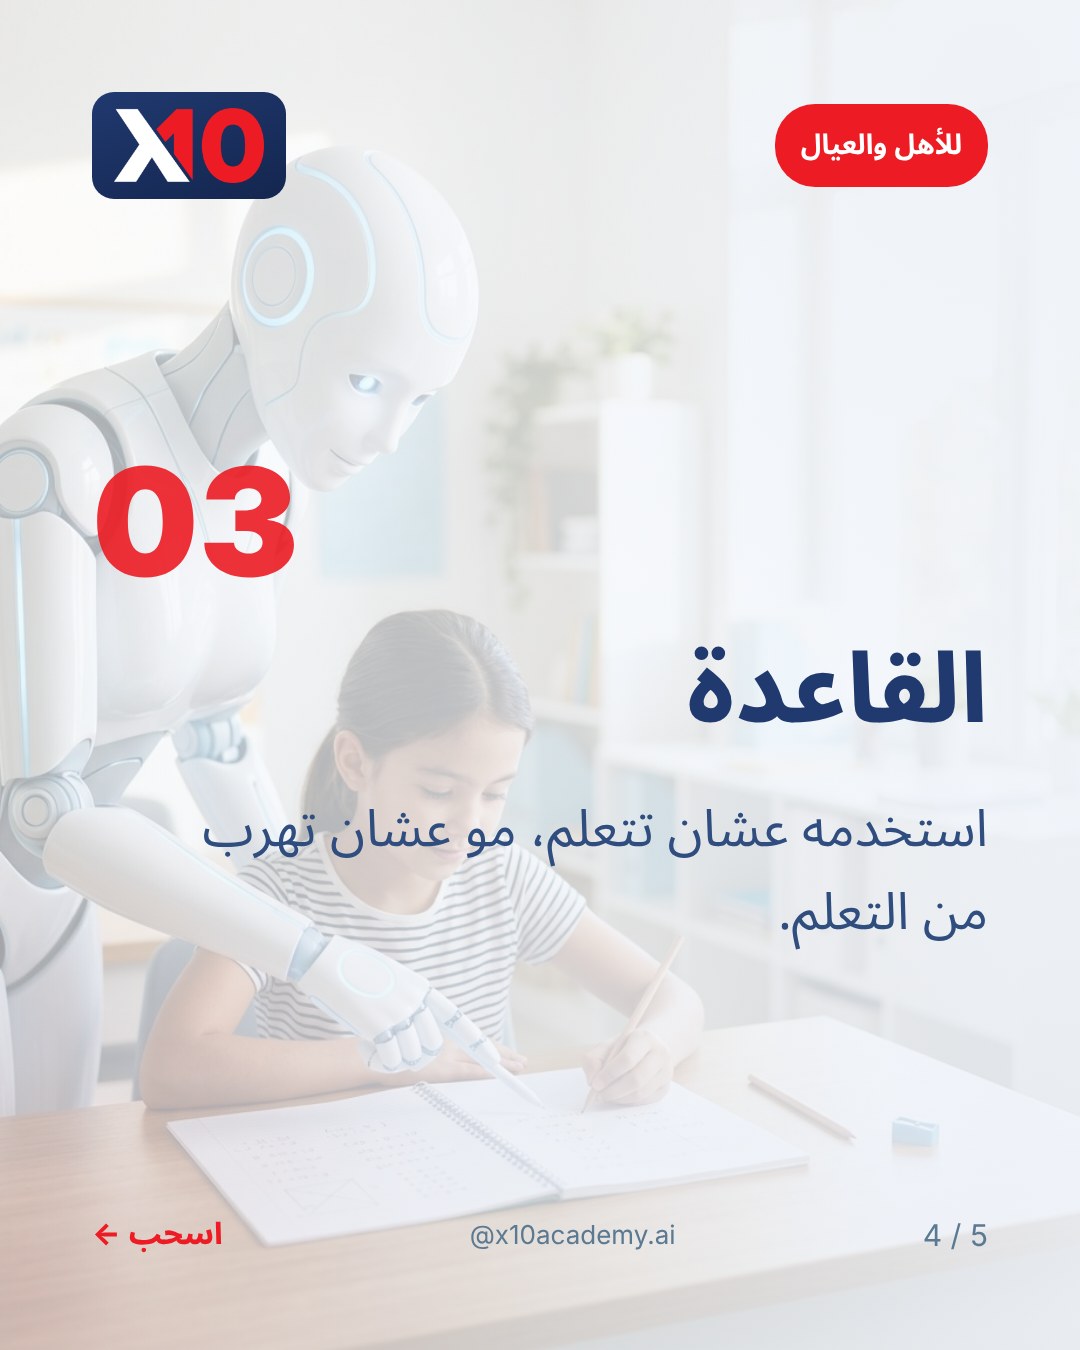 X10
للأهل والعيال
03
القاعدة
استخدمه عشان تتعلم، مو عشان تهرب
من التعلم.
اسحب ←
@x10academy.ai
4 / 5